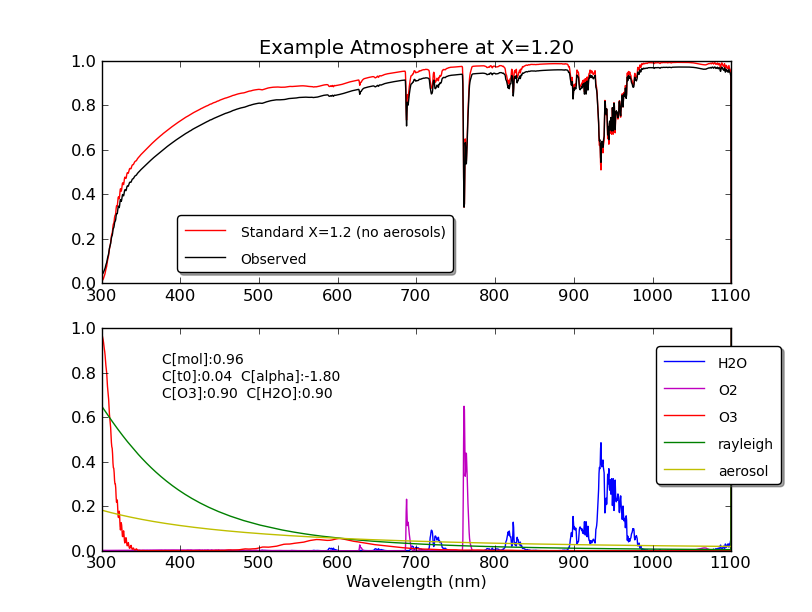 Example Atmosphere at X=1.20
1.0
0.8
0.6
0.4
0.2
0.0
Standard X=1.2 (no aerosols)
Observed
300 400 500 600 700 800 900 1000 1100
1.0
0.8
0.6
0.4
0.2
0.0
C[mol]:0.96
C[t0]:0.04 C[alpha]:-1.80
C[O3]:0.90 C[H2O]:0.90
H2O
O2
O3
rayleigh
aerosol
300 400 500 600 700 800 900 1000 1100
Wavelength (nm)